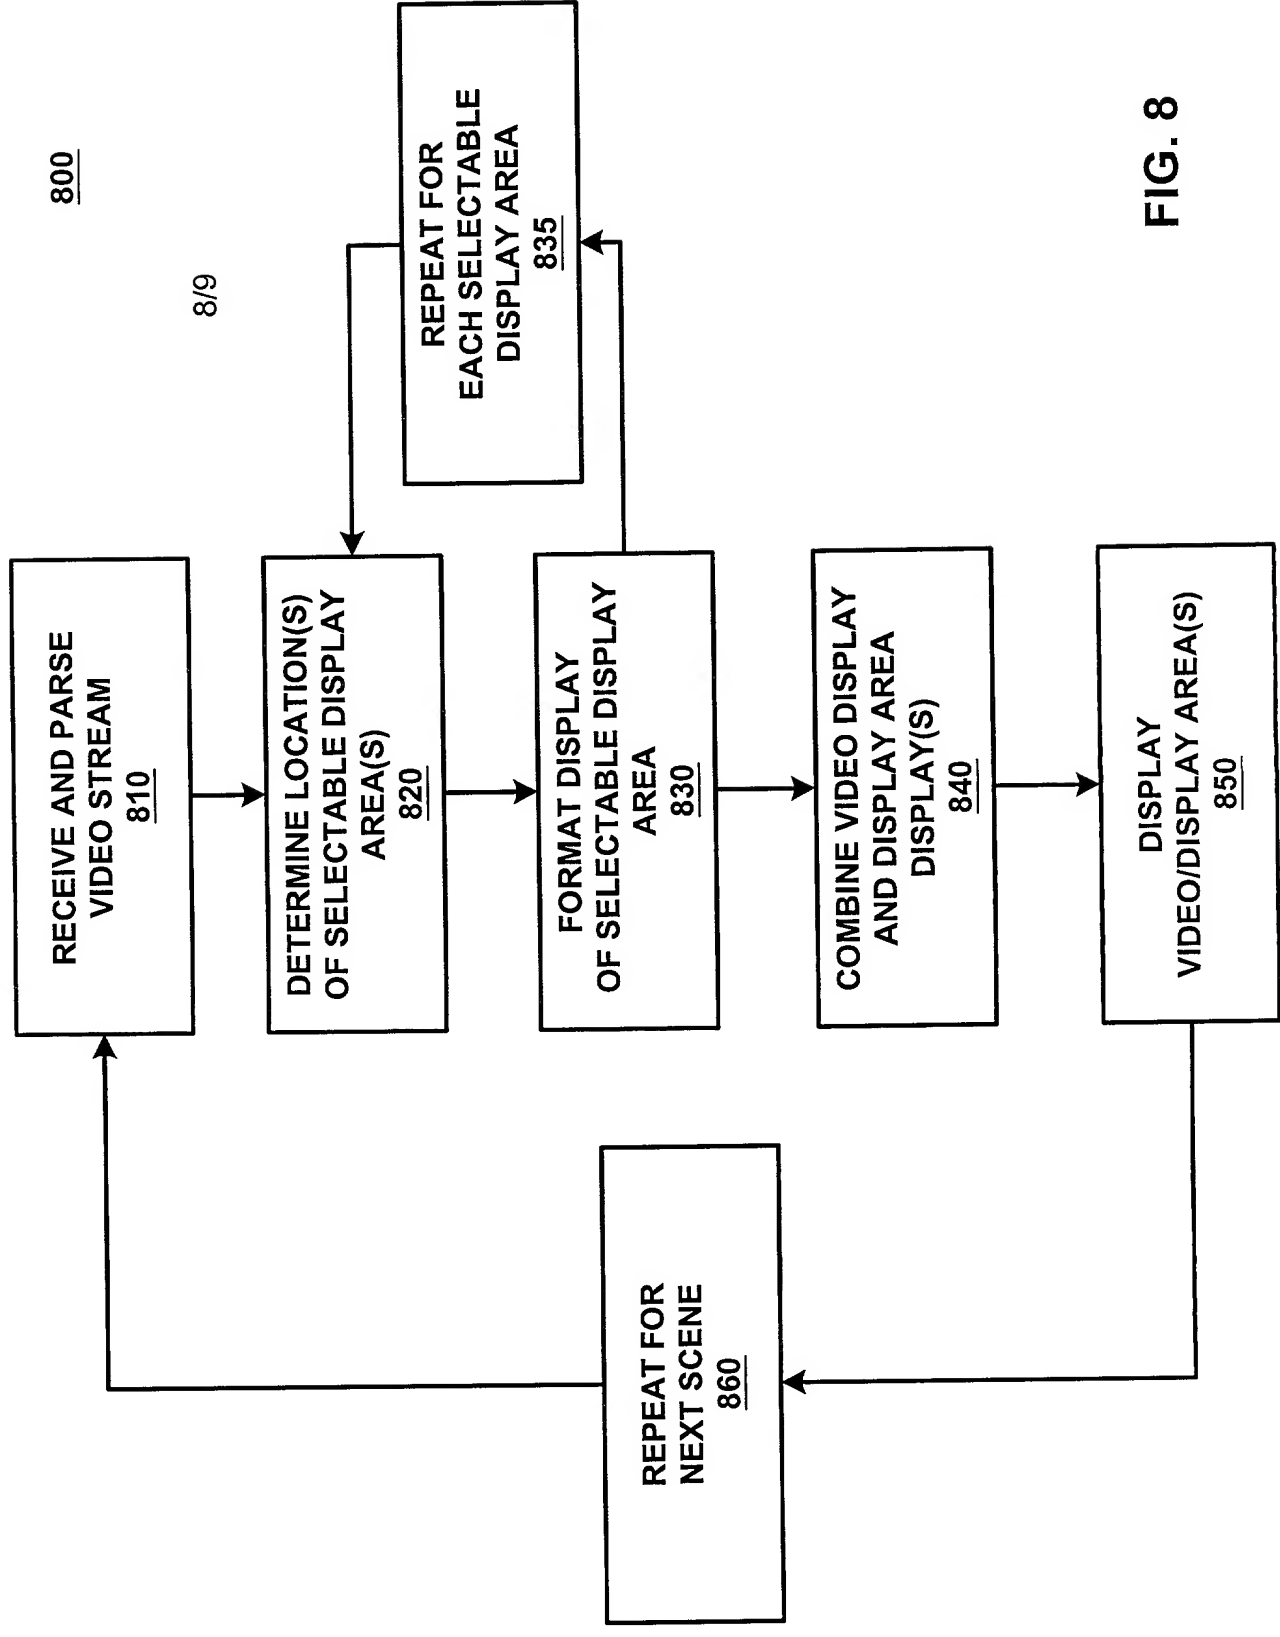 8/9
800
RECEIVE AND PARSE
VIDEO STREAM
810
DETERMINE LOCATION(S)
OF SELECTABLE DISPLAY
AREA(S)
820
REPEAT FOR
EACH SELECTABLE
DISPLAY AREA
835
FORMAT DISPLAY
OF SELECTABLE DISPLAY
AREA
830
REPEAT FOR
NEXT SCENE
860
COMBINE VIDEO DISPLAY
AND DISPLAY AREA
DISPLAY(S)
840
DISPLAY
VIDEO/DISPLAY AREA(S)
850
FIG. 8